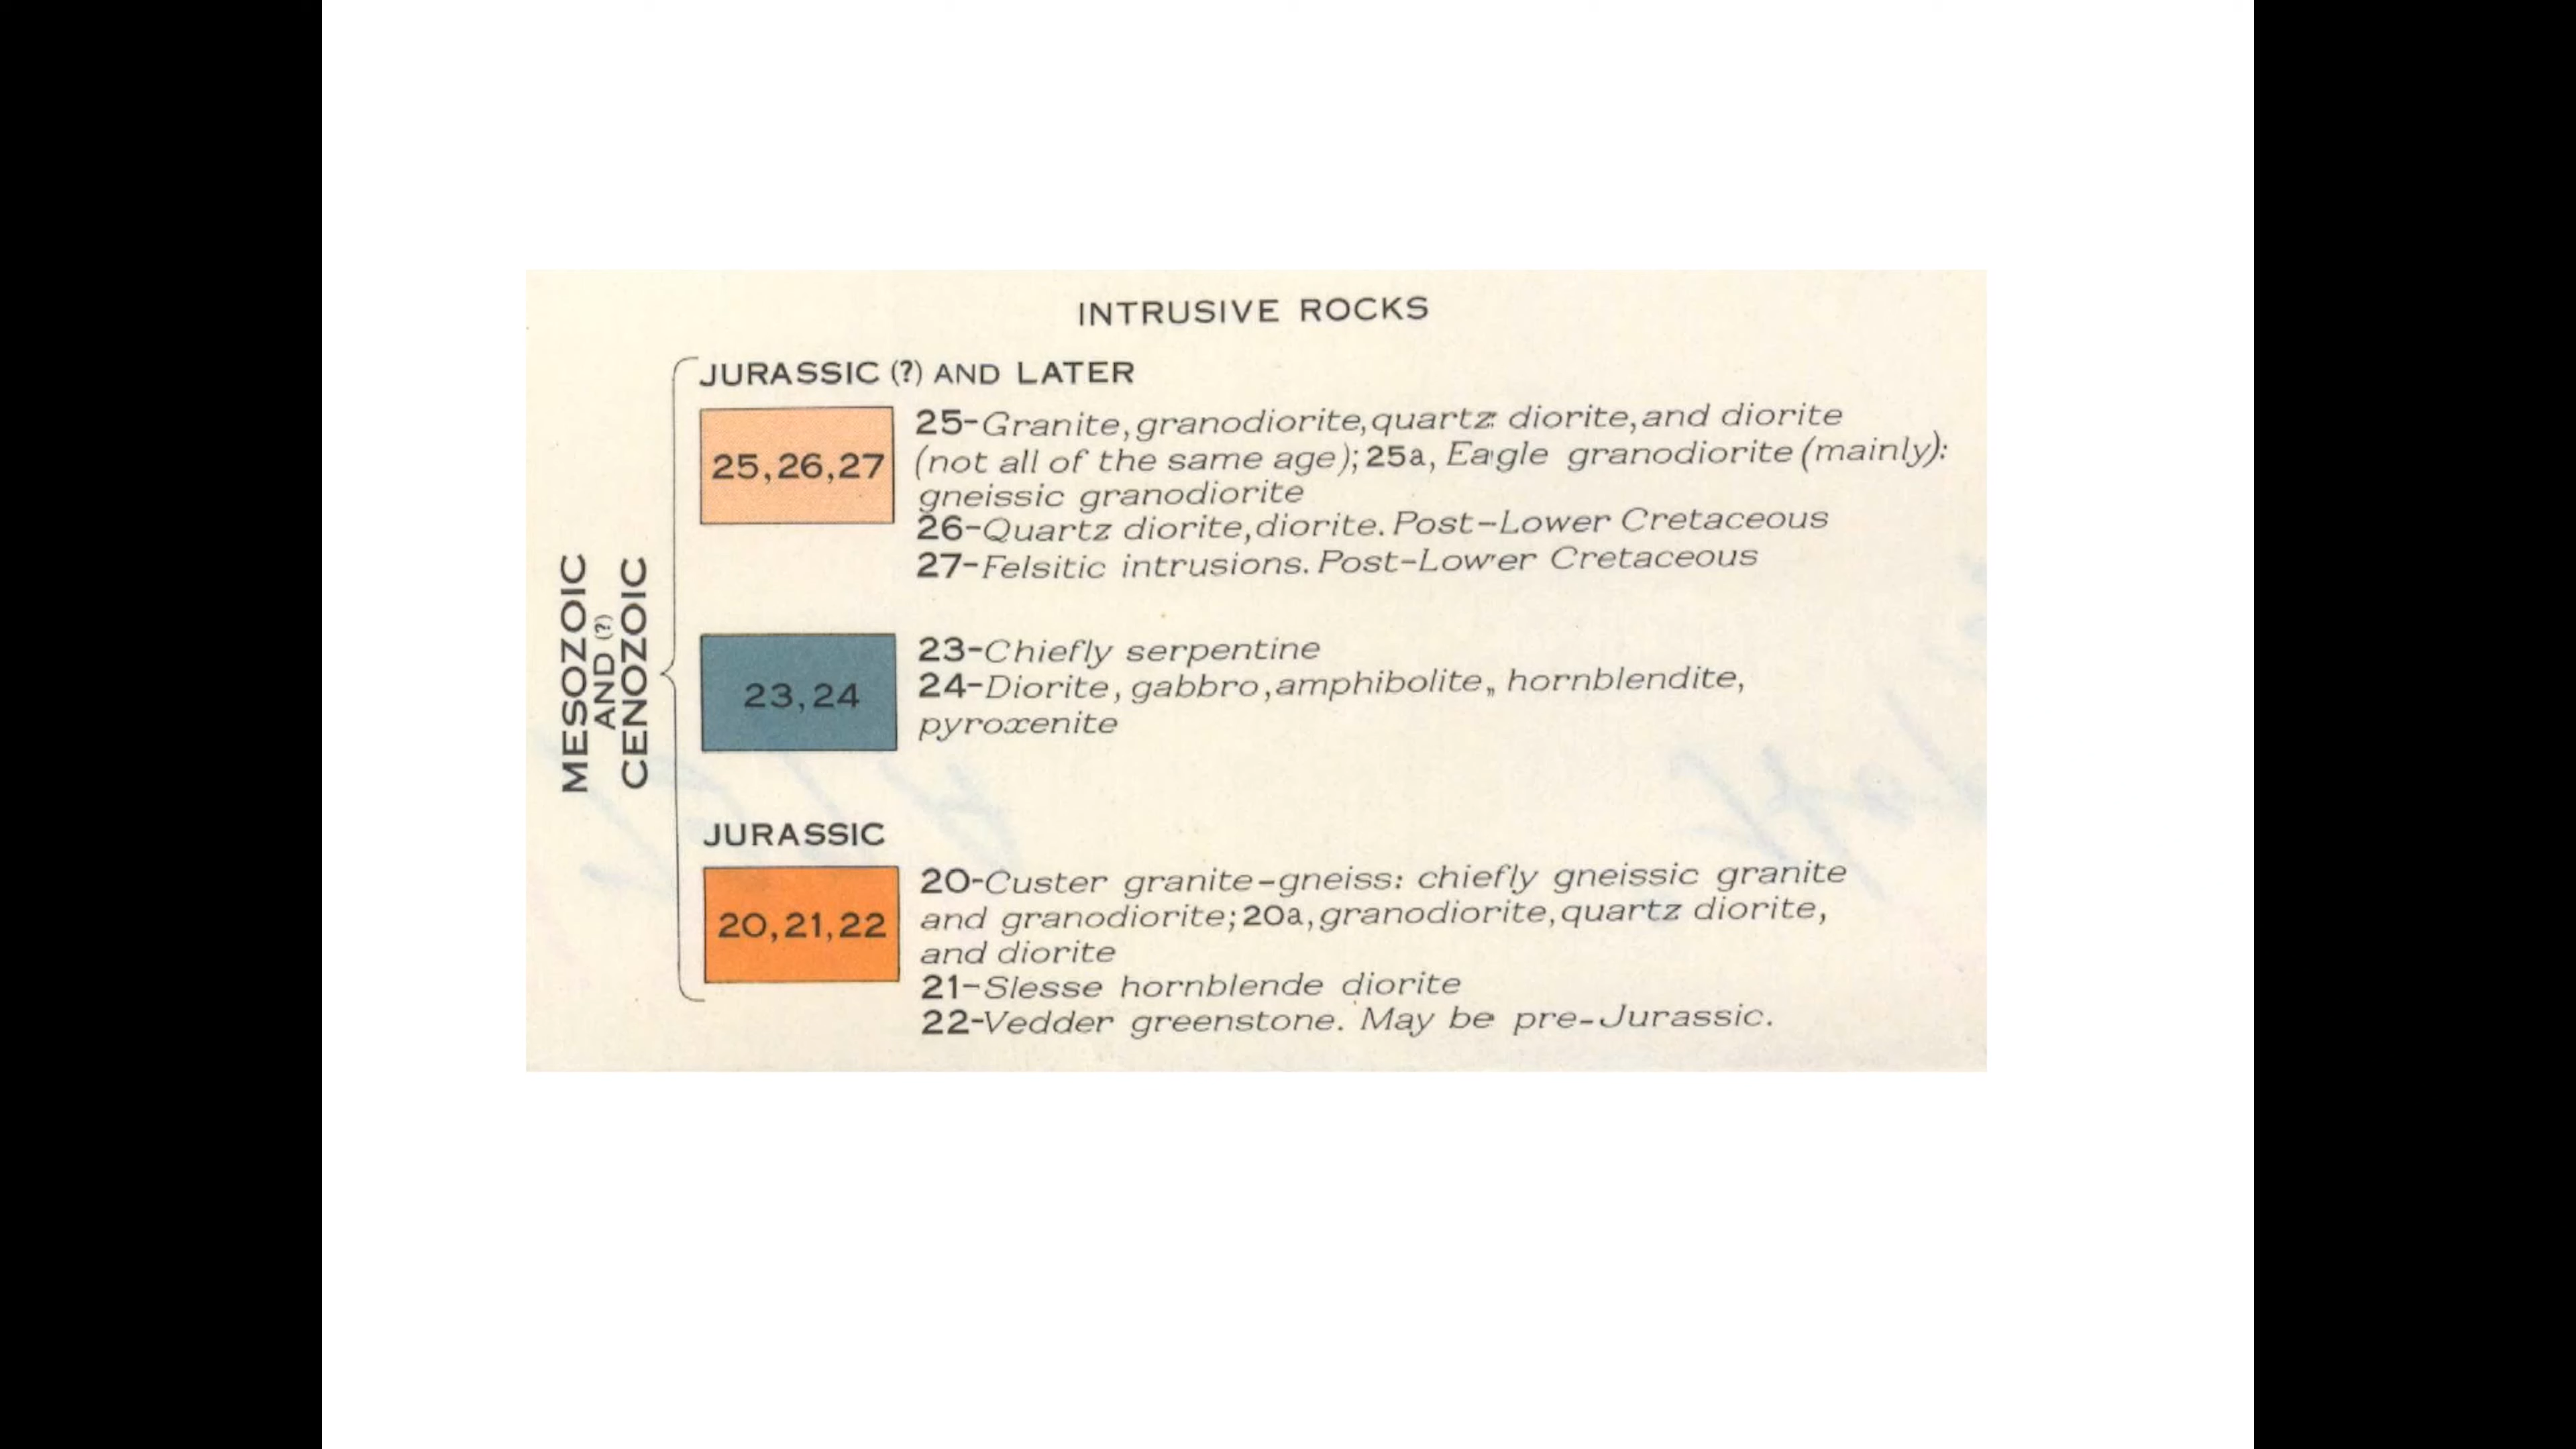 INTRUSIVE ROCKS
MESOZOIC
AND (?)
CENOZOIC
JURASSIC (?) AND LATER
25,26,27
25-Granite, granodiorite, quartz diorite, and diorite
(not all of the same age); 25a, Eagle granodiorite (mainly):
gneissic granodiorite
26-Quartz diorite, diorite. Post-Lower Cretaceous
27-Felsitic intrusions. Post-Lower Cretaceous
23,24
23-Chiefly serpentine
24-Diorite, gabbro, amphibolite, hornblendite,
pyroxenite
JURASSIC
20,21,22
20-Custer granite-gneiss: chiefly gneissic granite
and granodiorite; 20a, granodiorite, quartz diorite,
and diorite
21-Slesse hornblende diorite
22-Vedder greenstone. May be pre-Jurassic.